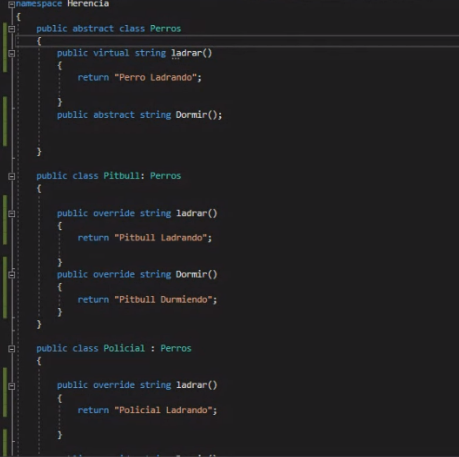 namespace Herencia
{
public abstract class Perros
{
public virtual string ladrar()
{
return "Perro Ladrando";
}
public abstract string Dormir();
}
public class Pitbull: Perros
{
public override string ladrar()
{
return "Pitbull Ladrando";
}
public override string Dormir()
{
return "Pitbull Durmiendo";
}
}
public class Policial : Perros
{
public override string ladrar()
{
return "Policial Ladrando";
}